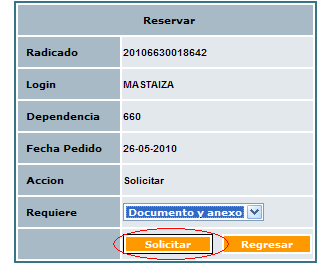 Reservar
Radicado 20106630018642
Login MASTAIZA
Dependencia 660
Fecha Pedido 26-05-2010
Accion Solicitar
Requiere Documento y anexo
Solicitar Regresar